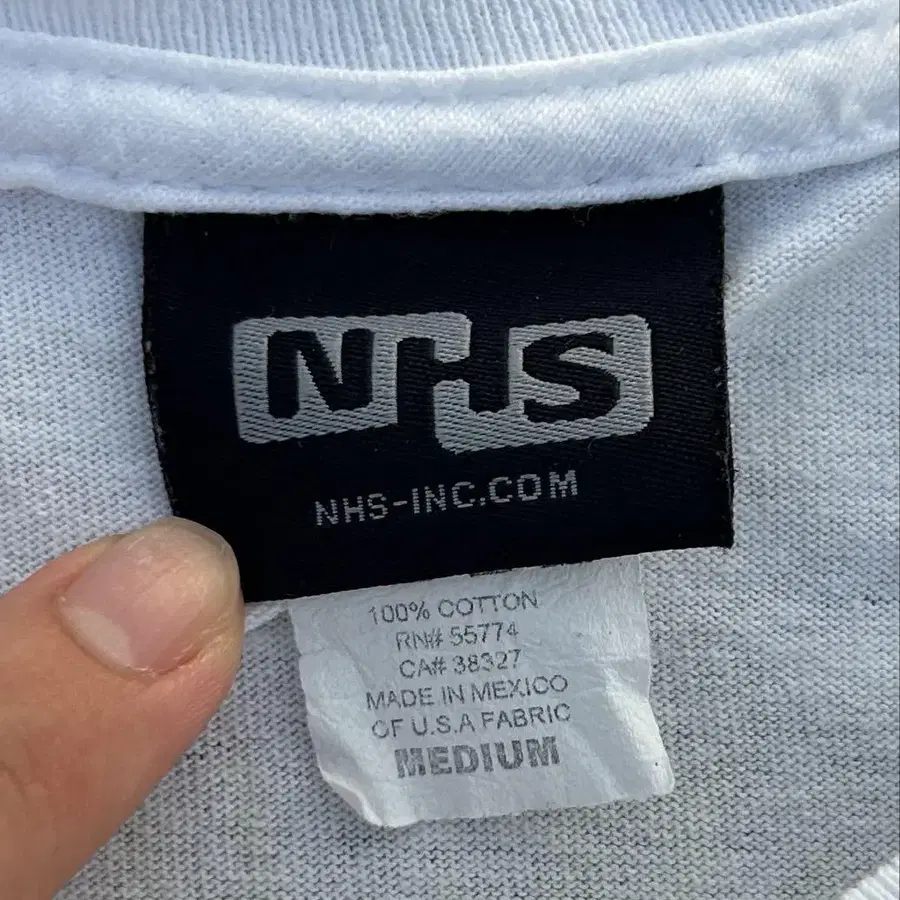 NHS
NHS-INC.COM
100% COTTON
RN# 55774
CA# 38327
MADE IN MEXICO
OF U.S.A FABRIC
MEDIUM